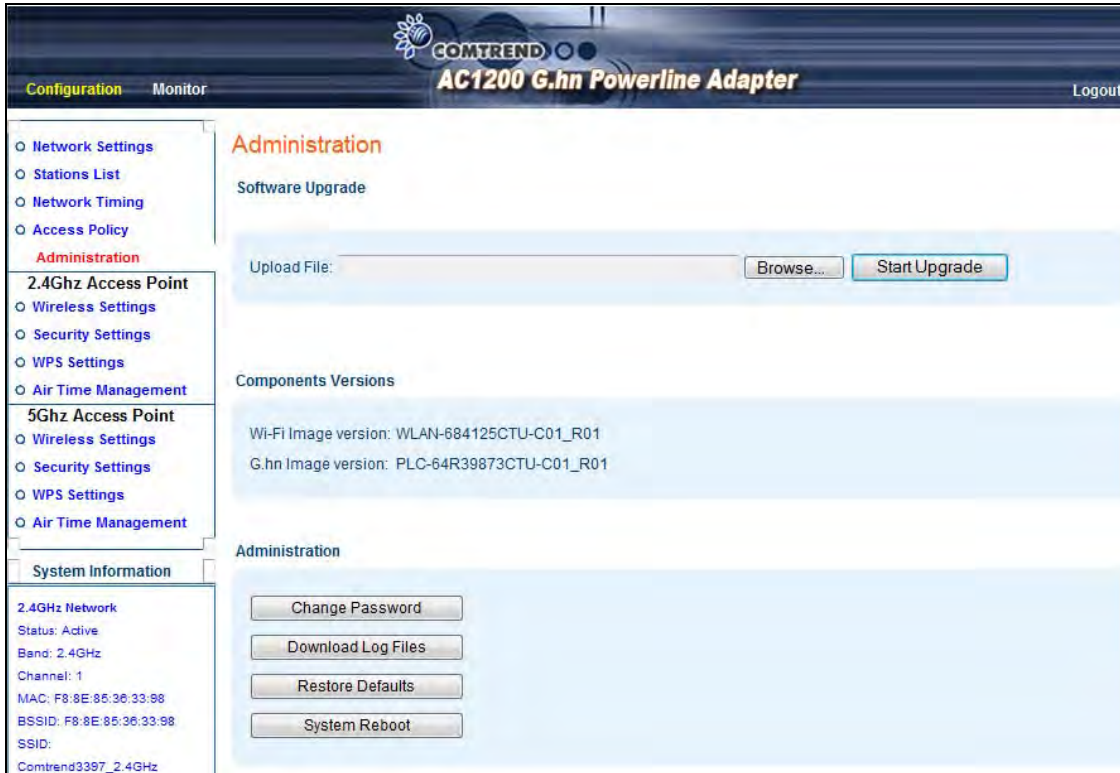 COMTREND
AC1200 G.hn Powerline Adapter
Configuration Monitor
Logout
Network Settings
Stations List
Network Timing
Access Policy
Administration
2.4Ghz Access Point
Wireless Settings
Security Settings
WPS Settings
Air Time Management
5Ghz Access Point
Wireless Settings
Security Settings
WPS Settings
Air Time Management
System Information
2.4GHz Network
Status: Active
Band: 2.4GHz
Channel: 1
MAC: F8:8E:85:36:33:98
BSSID: F8:8E:85:36:33:98
SSID:
Comtrend3397_2.4GHz
Administration
Software Upgrade
Upload File: Browse... Start Upgrade
Components Versions
Wi-Fi Image version: WLAN-684125CTU-C01_R01
G.hn Image version: PLC-64R39873CTU-C01_R01
Administration
Change Password
Download Log Files
Restore Defaults
System Reboot